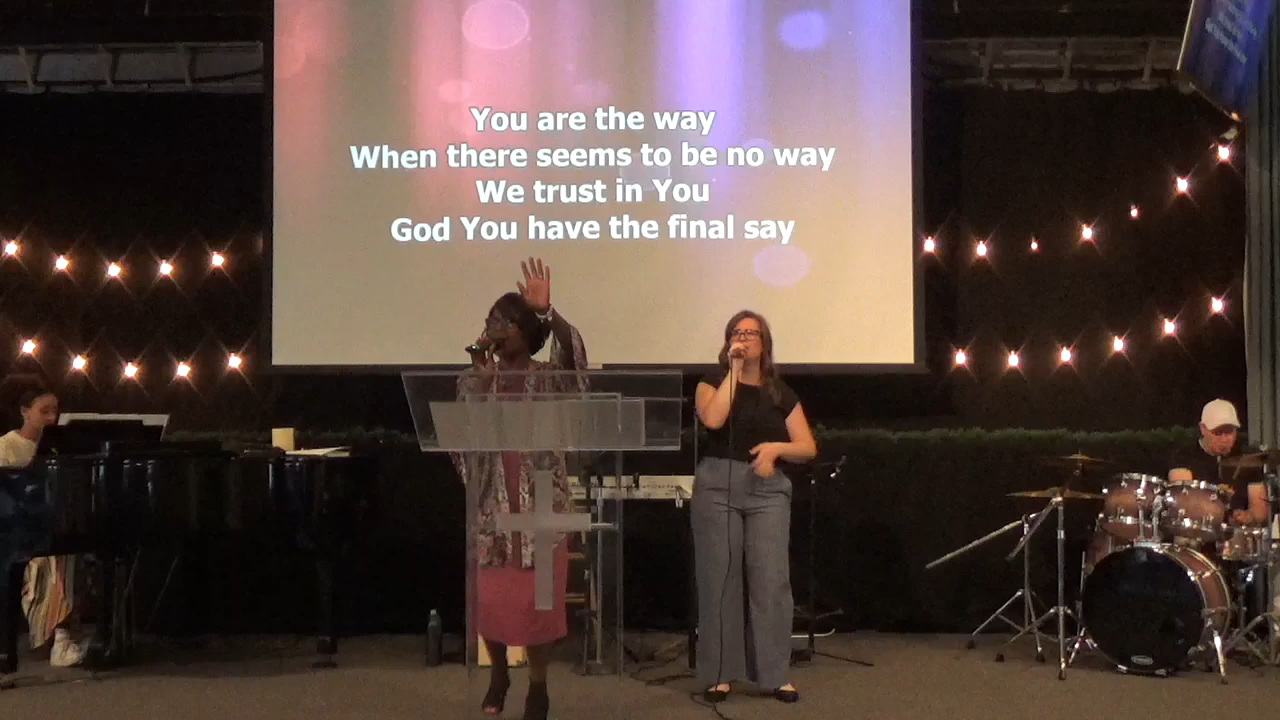 You are the way
When there seems to be no way
We trust in You
God You have the final say